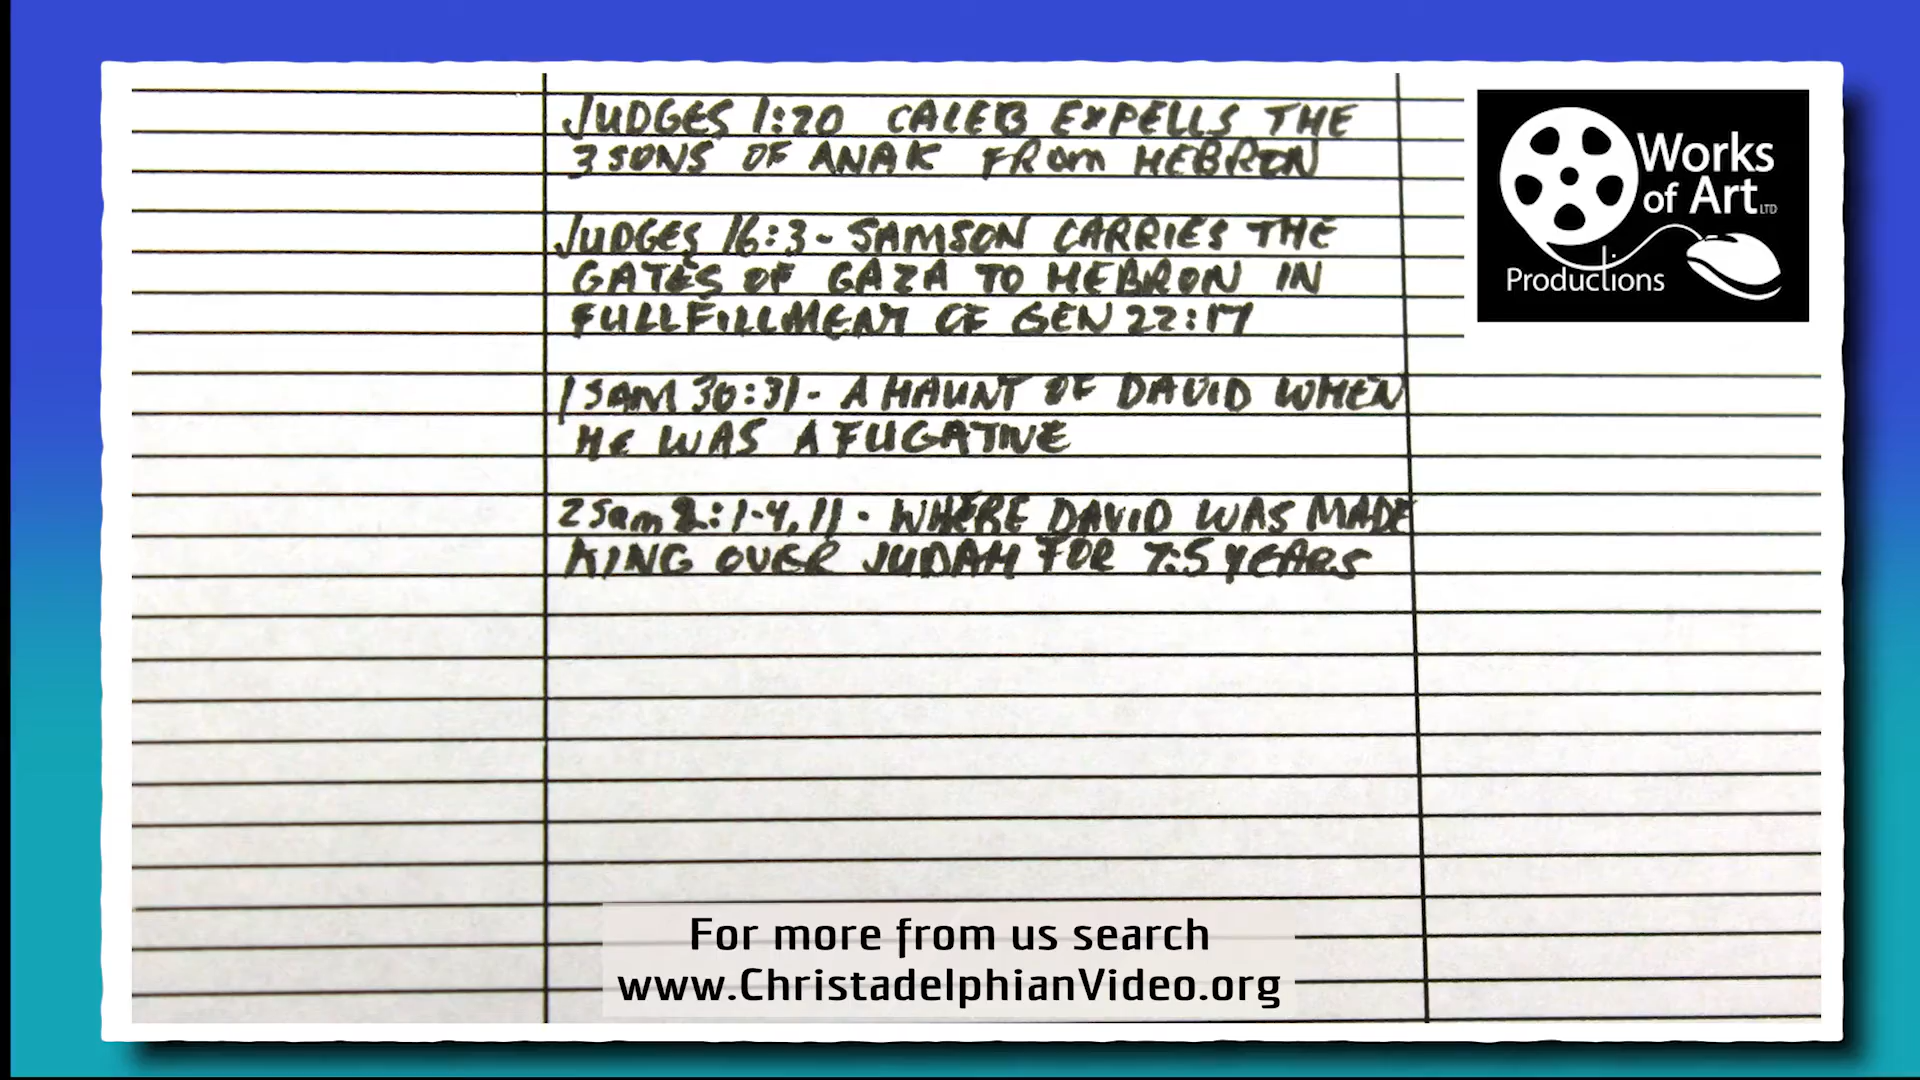 JUDGES 1:20 CALEB EXPELLS THE
3 SONS OF ANAK FROM HEBRON
JUDGES 16:3 - SAMSON CARRIES THE
GATES OF GAZA TO HEBRON IN
FULLFILLMENT OF GEN 22:17
1 SAM 30:31 - A HAUNT OF DAVID WHEN
HE WAS A FUGATIVE
2 Sam 2:1-4, 11 - WHERE DAVID WAS MADE
KING OVER JUDAH FOR 7.5 YEARS
Works
of Art LTD
Productions
For more from us search
www.ChristadelphianVideo.org